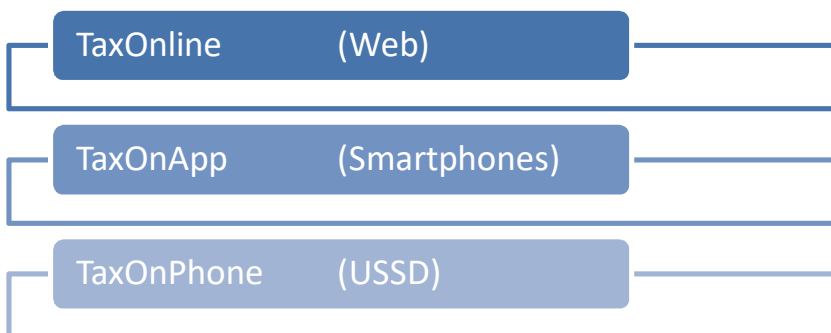 TaxOnline (Web)
TaxOnApp (Smartphones)
TaxOnPhone (USSD)